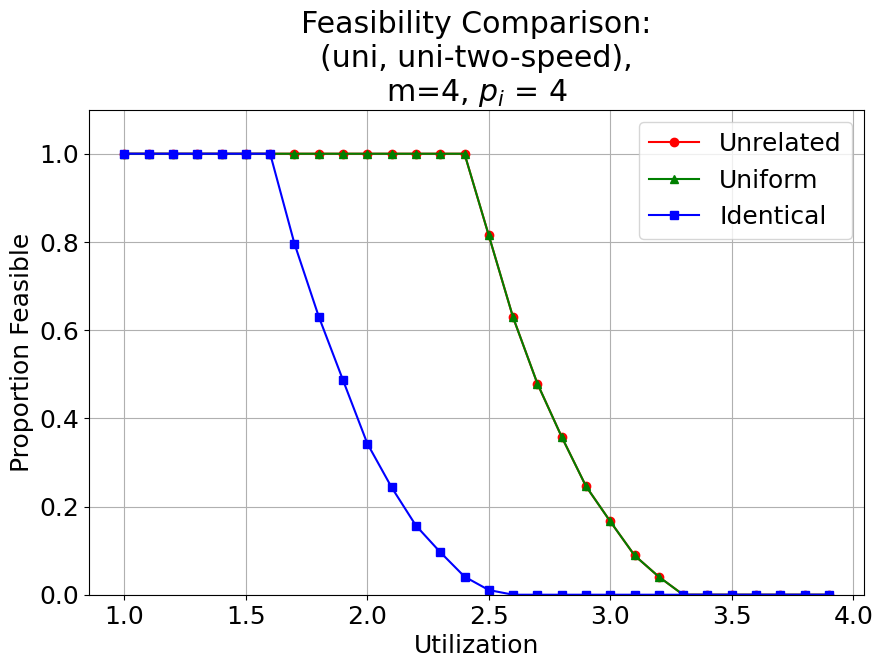 Feasibility Comparison:
(uni, uni-two-speed),
m=4, pᵢ = 4
Proportion Feasible
1.0
0.8
0.6
0.4
0.2
0.0
Unrelated
Uniform
Identical
1.0 1.5 2.0 2.5 3.0 3.5 4.0
Utilization